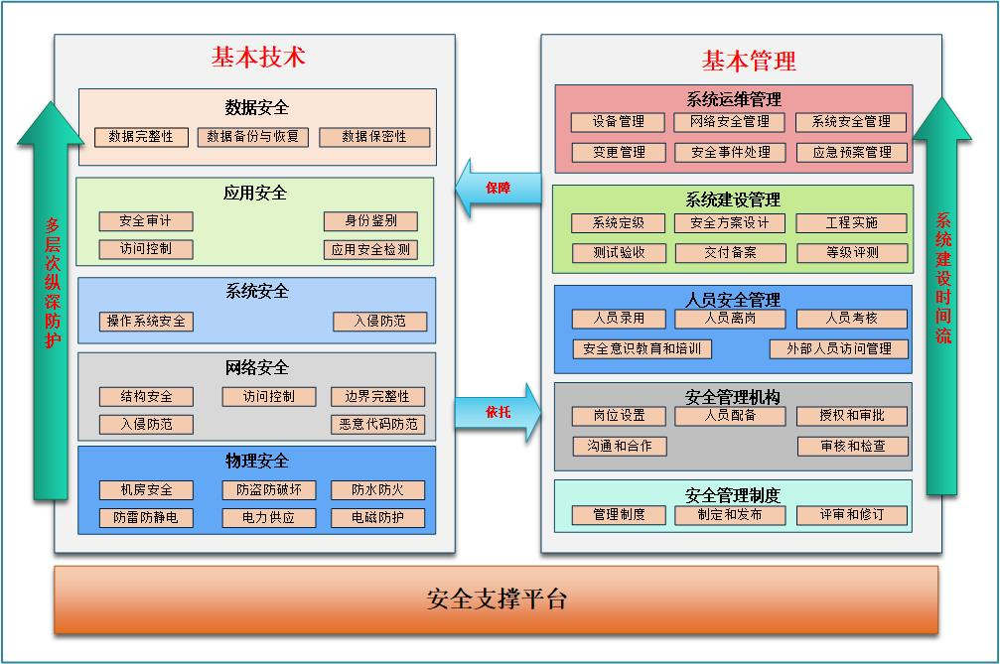 基本技术
数据安全
数据完整性
数据备份与恢复
数据保密性
应用安全
安全审计
身份鉴别
访问控制
应用安全检测
系统安全
操作系统安全
入侵防范
网络安全
结构安全
访问控制
边界完整性
入侵防范
恶意代码防范
物理安全
机房安全
防盗防破坏
防水防火
防雷防静电
电力供应
电磁防护
多层次纵深防护
保障
依托
基本管理
系统运维管理
设备管理
网络安全管理
系统安全管理
变更管理
安全事件处理
应急预案管理
系统建设管理
系统定级
安全方案设计
工程实施
测试验收
交付备案
等级评测
人员安全管理
人员录用
人员离岗
人员考核
安全意识教育和培训
外部人员访问管理
安全管理机构
岗位设置
人员配备
授权和审批
沟通和合作
审核和检查
安全管理制度
管理制度
制定和发布
评审和修订
系统建设时间流
安全支撑平台